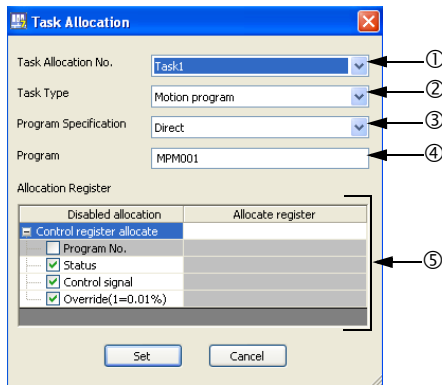 Task Allocation
Task Allocation No. Task1 ①
Task Type Motion program ②
Program Specification Direct ③
Program MPM001 ④
Allocation Register
Disabled allocation Allocate register
Control register allocate
Program No.
Status ⑤
Control signal
Override(1=0.01%)
Set Cancel